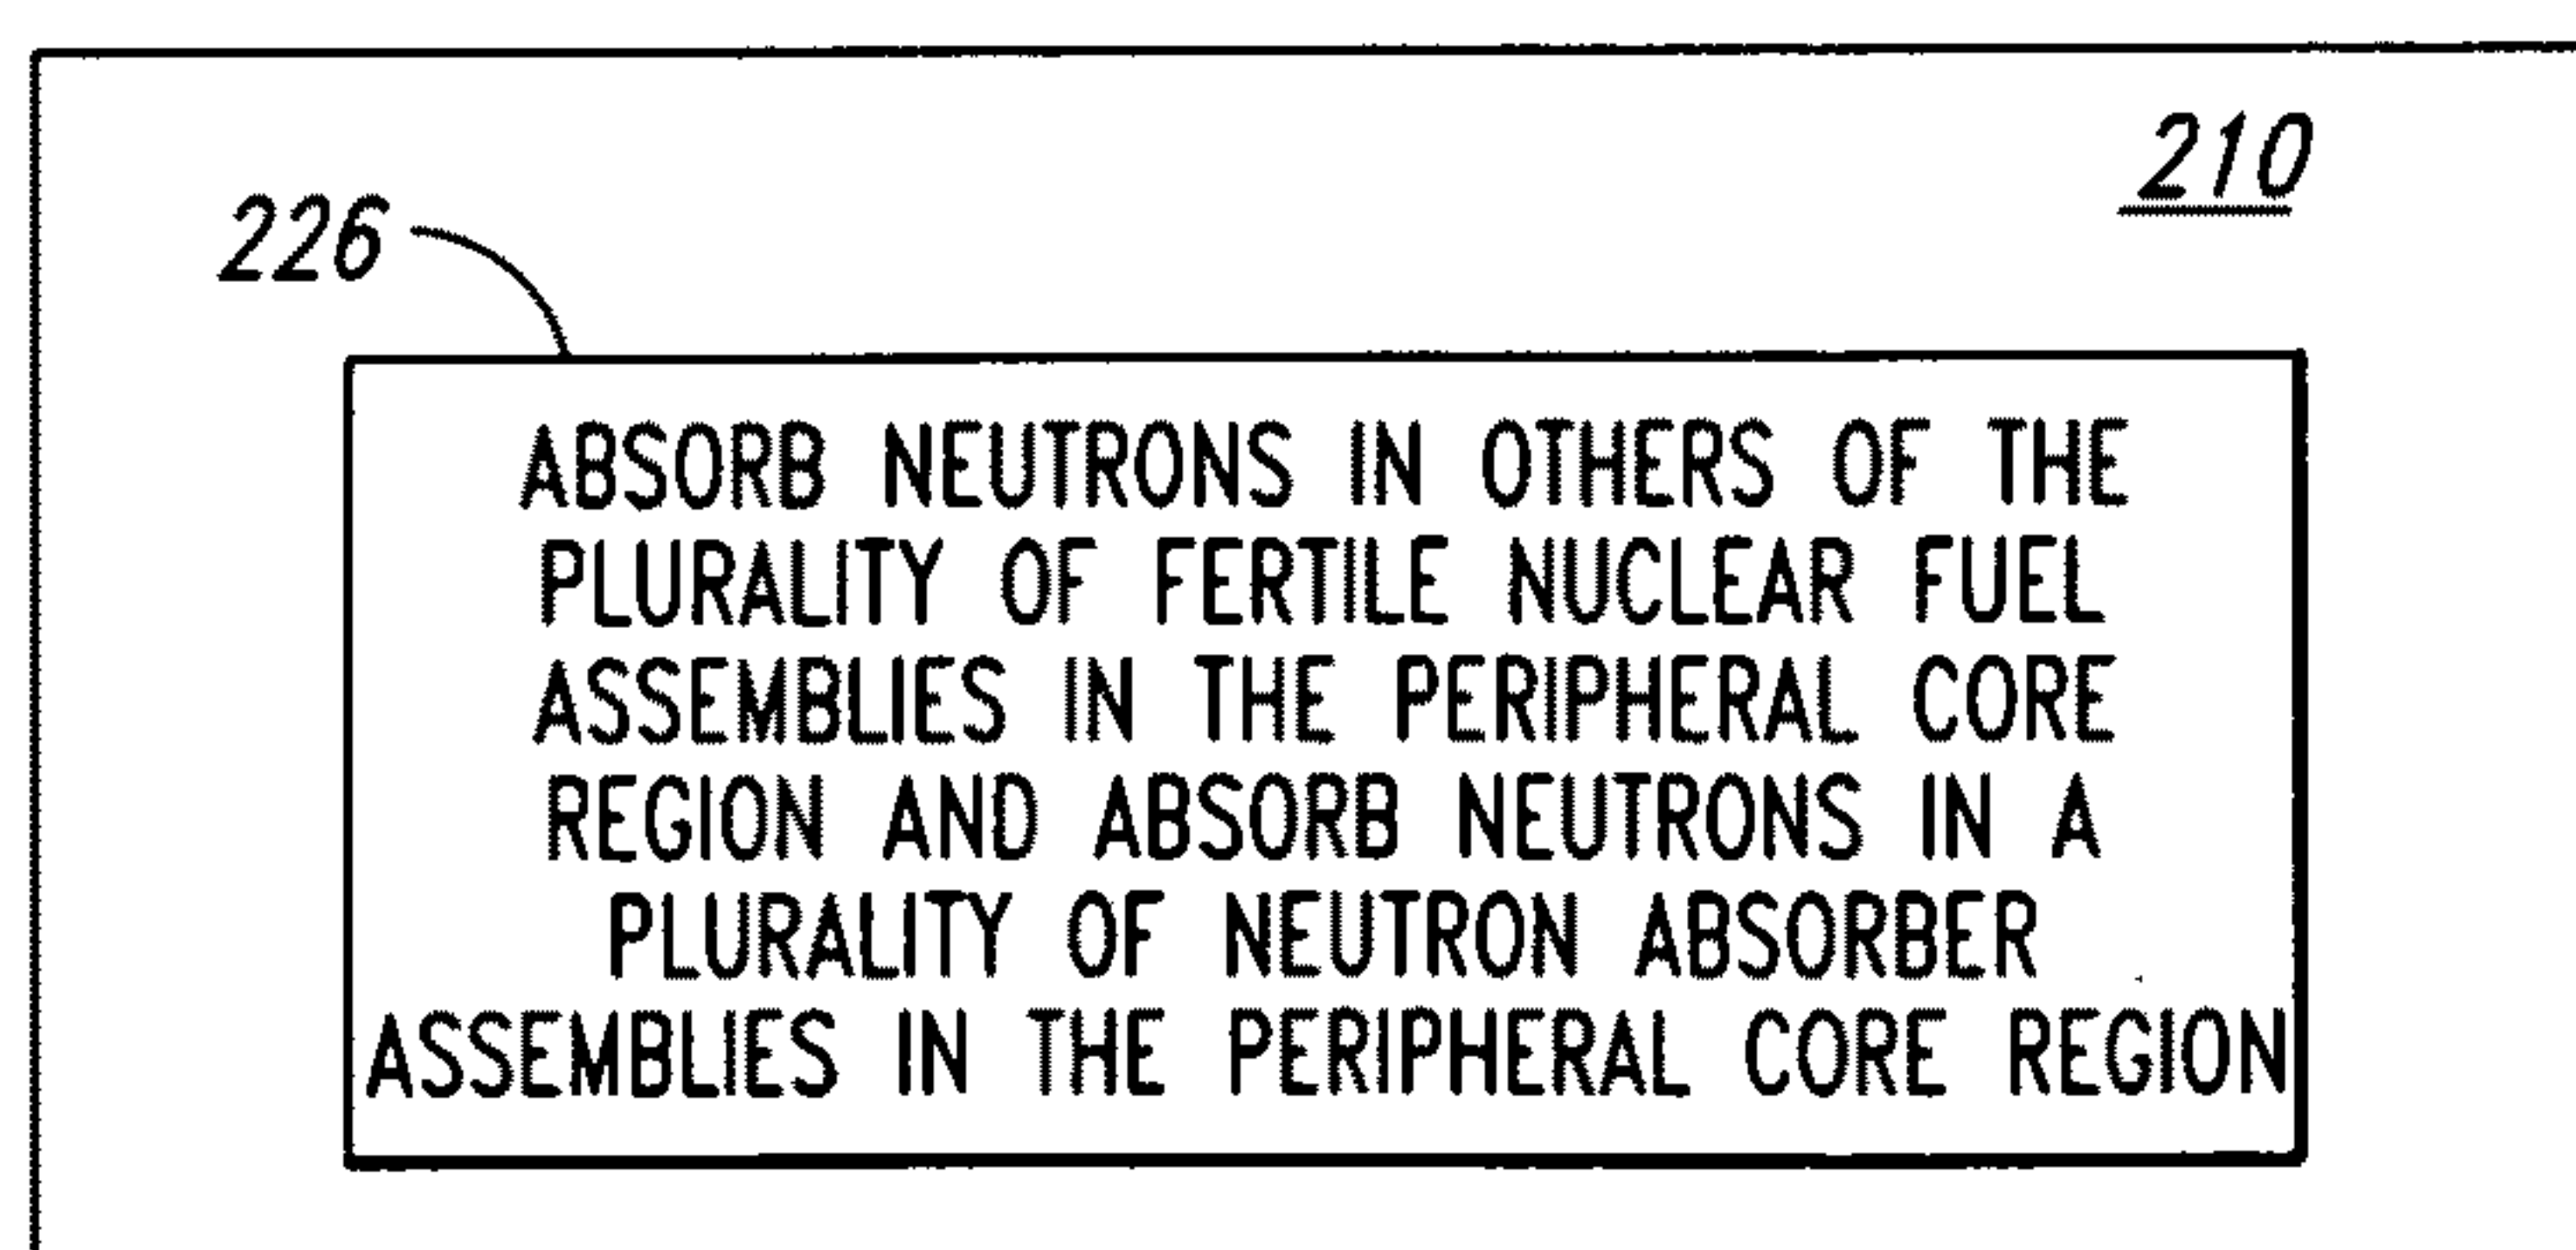 210
226
ABSORB NEUTRONS IN OTHERS OF THE
PLURALITY OF FERTILE NUCLEAR FUEL
ASSEMBLIES IN THE PERIPHERAL CORE
REGION AND ABSORB NEUTRONS IN A
PLURALITY OF NEUTRON ABSORBER
ASSEMBLIES IN THE PERIPHERAL CORE REGION